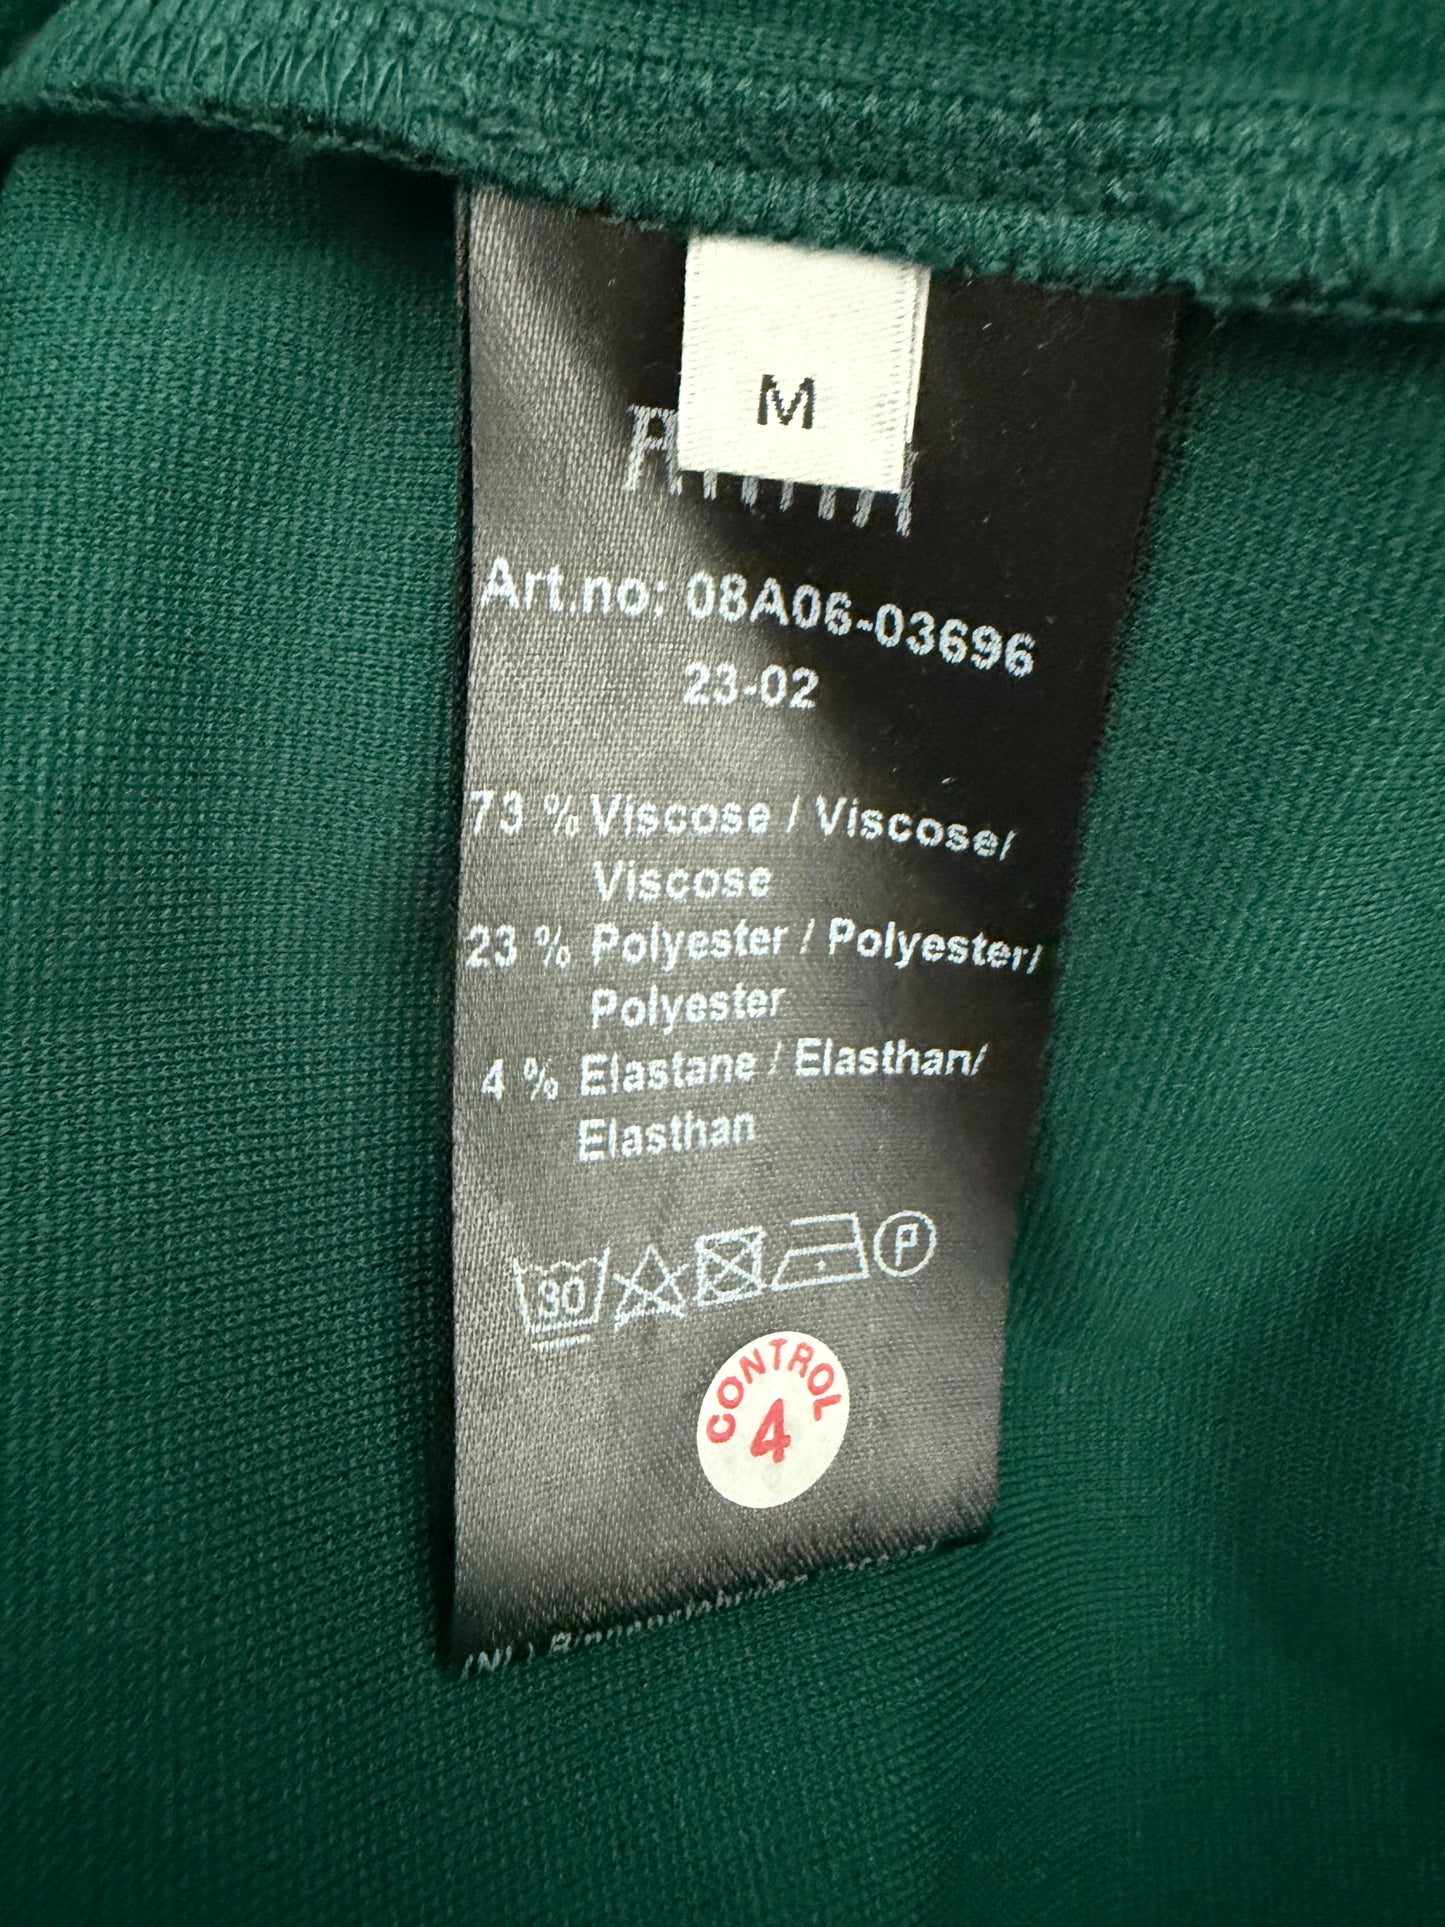 M
Art.no: 08A06-03696
23-02
73 % Viscose / Viscose/
Viscose
23 % Polyester / Polyester/
Polyester
4 % Elastane / Elasthan/
Elasthan
30 P
CONTROL
4
(NL)